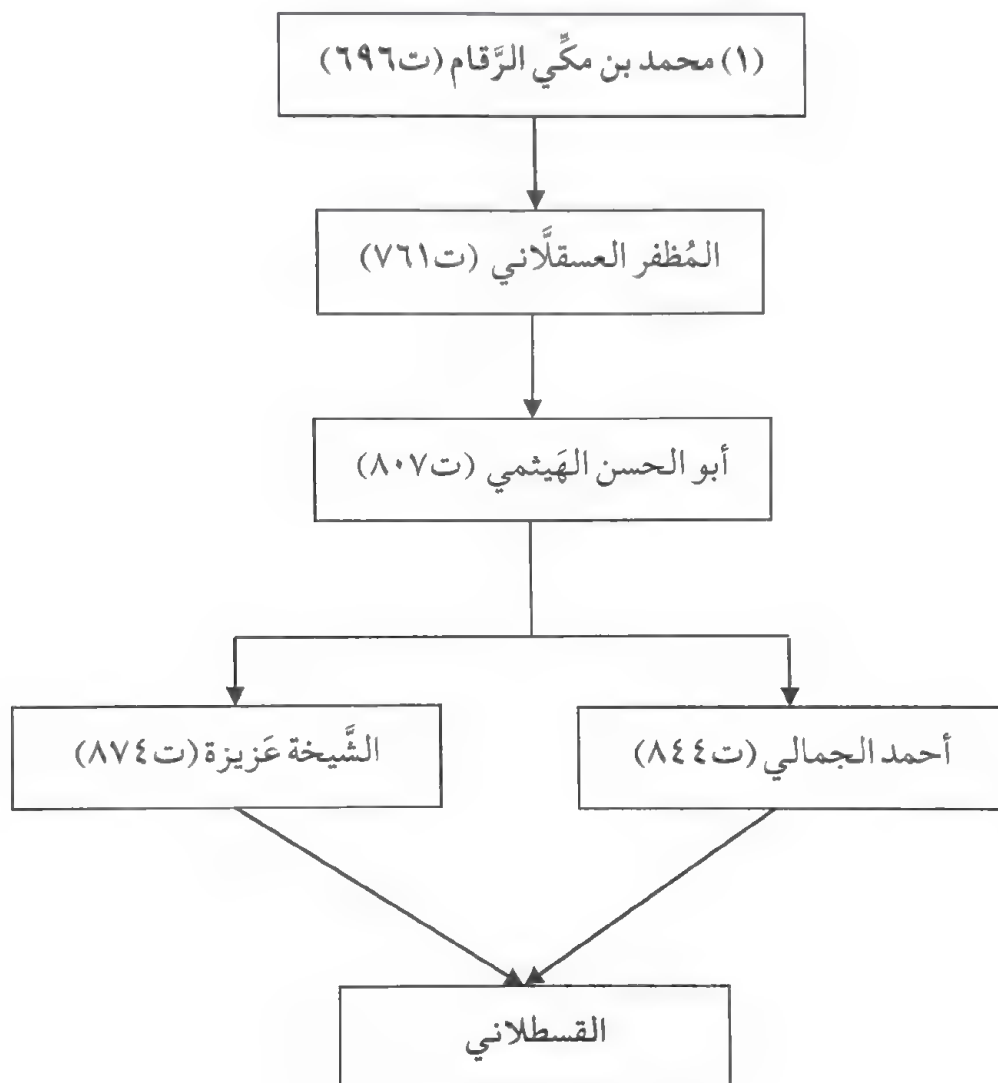 (١) محمد بن مكِّي الرَّقام (ت٦٩٦)
المُظفر العسقلَّاني (ت٧٦١)
أبو الحسن الهَيثمي (ت٨٠٧)
أحمد الجمالي (ت٨٤٤)
الشَّيخة عَزيزة (ت٨٧٤)
القسطلاني